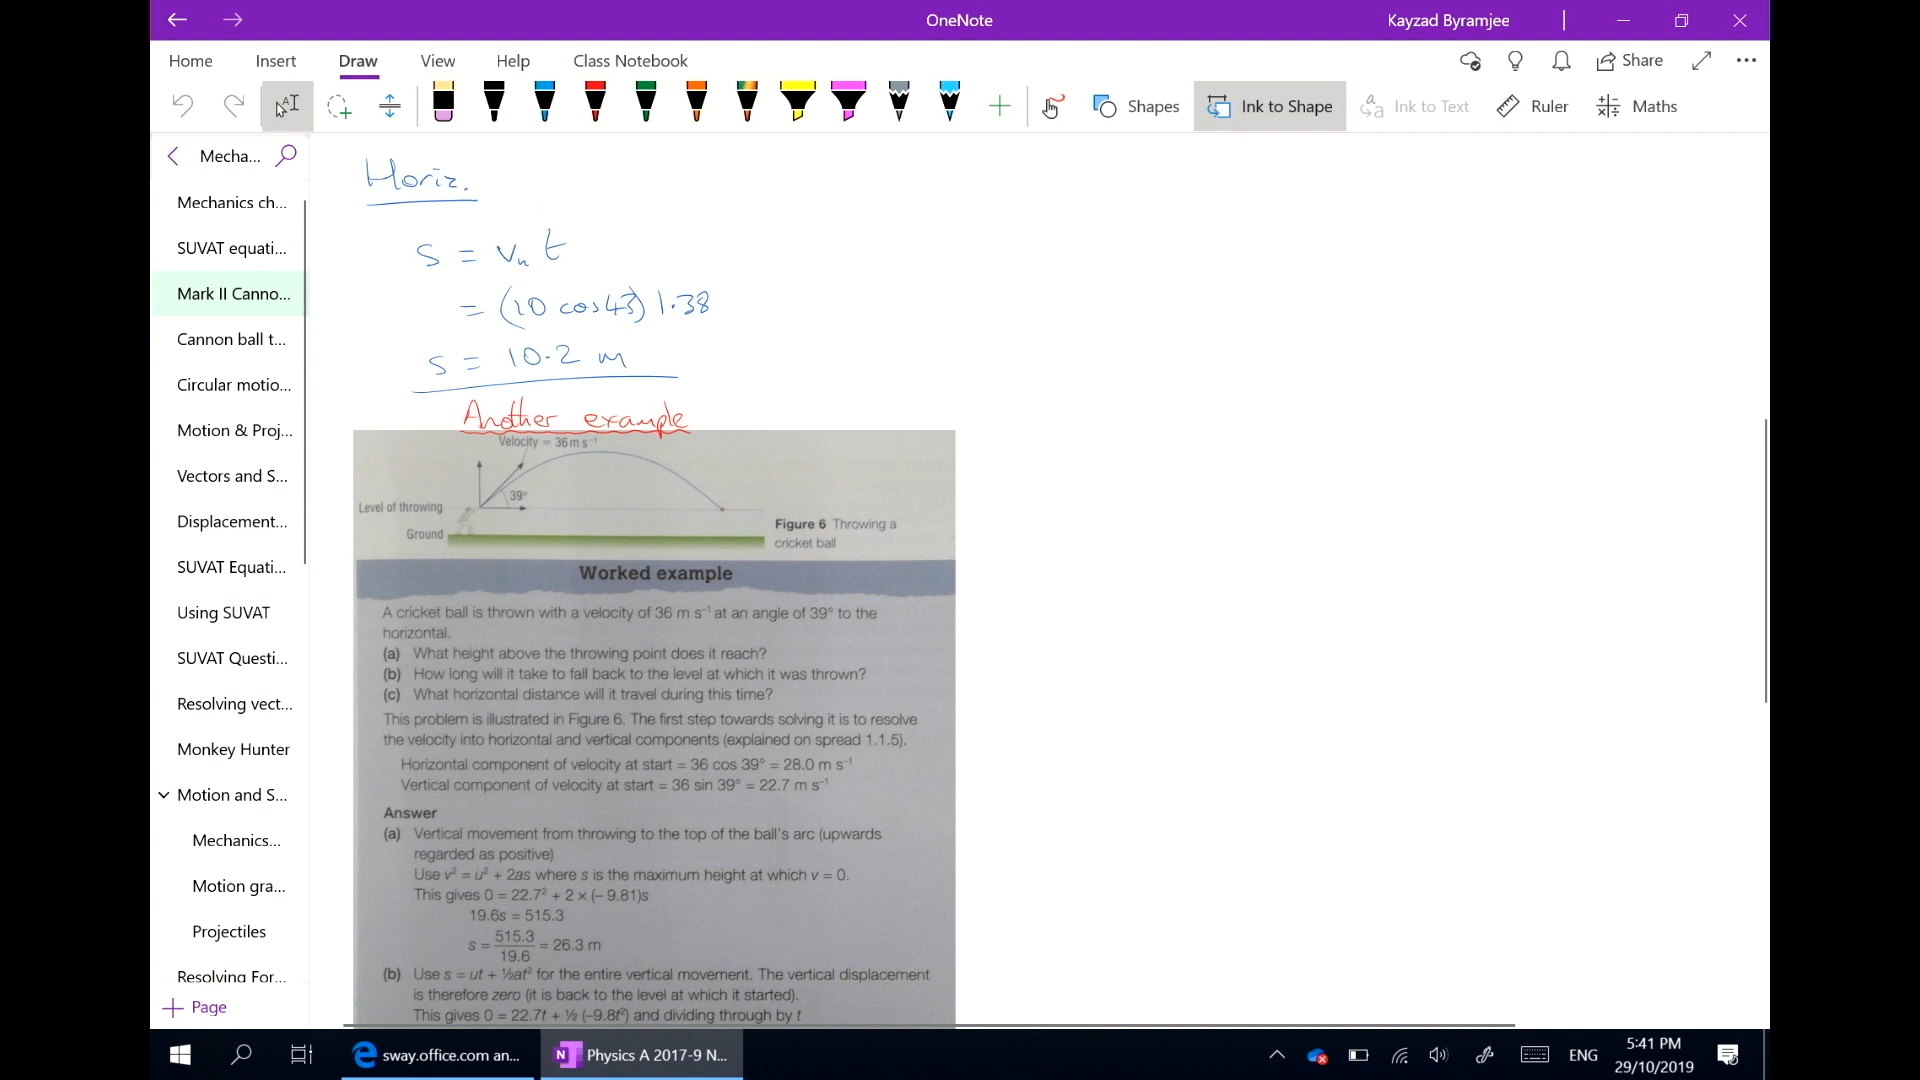 OneNote
Kayzad Byramjee
Home Insert Draw View Help Class Notebook
Share
Shapes Ink to Shape Ink to Text Ruler Maths
Mecha...
Mechanics ch...
SUVAT equati...
Mark II Canno...
Cannon ball t...
Circular motio...
Motion & Proj...
Vectors and S...
Displacement...
SUVAT Equati...
Using SUVAT
SUVAT Questi...
Resolving vect...
Monkey Hunter
Motion and S...
Mechanics...
Motion gra...
Projectiles
Resolving For...
Page
Horiz.
s = vₕ t
= (10 cos43) 1.38
s = 10.2 m
Another example
Velocity = 36 m s⁻¹
39°
Level of throwing
Ground
Figure 6 Throwing a
cricket ball
Worked example
A cricket ball is thrown with a velocity of 36 m s⁻¹ at an angle of 39° to the
horizontal.
(a) What height above the throwing point does it reach?
(b) How long will it take to fall back to the level at which it was thrown?
(c) What horizontal distance will it travel during this time?
This problem is illustrated in Figure 6. The first step towards solving it is to resolve
the velocity into horizontal and vertical components (explained on spread 1.1.5).
Horizontal component of velocity at start = 36 cos 39° = 28.0 m s⁻¹
Vertical component of velocity at start = 36 sin 39° = 22.7 m s⁻¹
Answer
(a) Vertical movement from throwing to the top of the ball's arc (upwards
regarded as positive)
Use v² = u² + 2as where s is the maximum height at which v = 0.
This gives 0 = 22.7² + 2 × (– 9.81)s
19.6s = 515.3
s = 515.3/19.6 = 26.3 m
(b) Use s = ut + ½at² for the entire vertical movement. The vertical displacement
is therefore zero (it is back to the level at which it started).
This gives 0 = 22.7t + ½ (–9.8t²) and dividing through by t
sway.office.com an...
Physics A 2017-9 N...
ENG
5:41 PM
29/10/2019